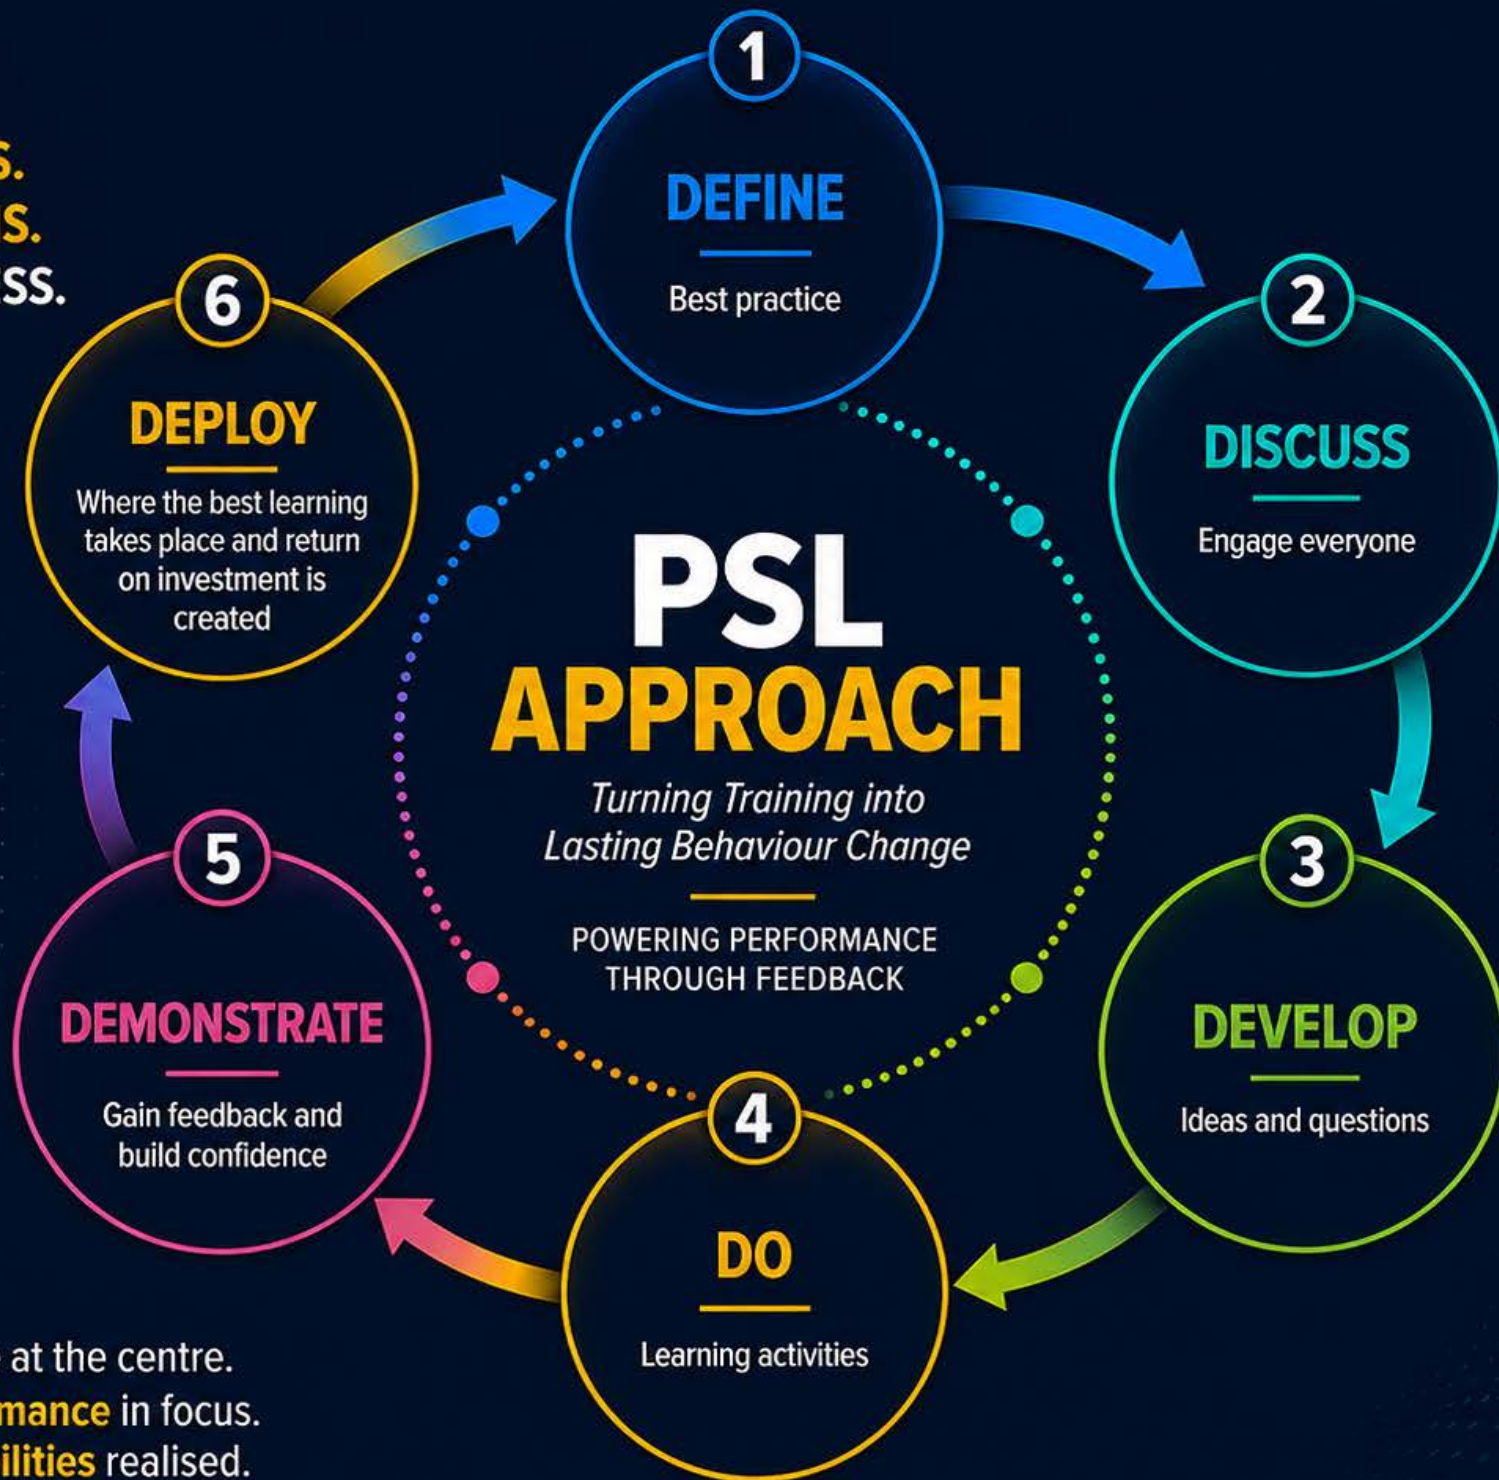 S.
S.
SS.
1
DEFINE
Best practice
2
DISCUSS
Engage everyone
3
DEVELOP
Ideas and questions
4
DO
Learning activities
5
DEMONSTRATE
Gain feedback and
build confidence
6
DEPLOY
Where the best learning
takes place and return
on investment is
created
PSL
APPROACH
Turning Training into
Lasting Behaviour Change
POWERING PERFORMANCE
THROUGH FEEDBACK
at the centre.
mance in focus.
ilities realised.